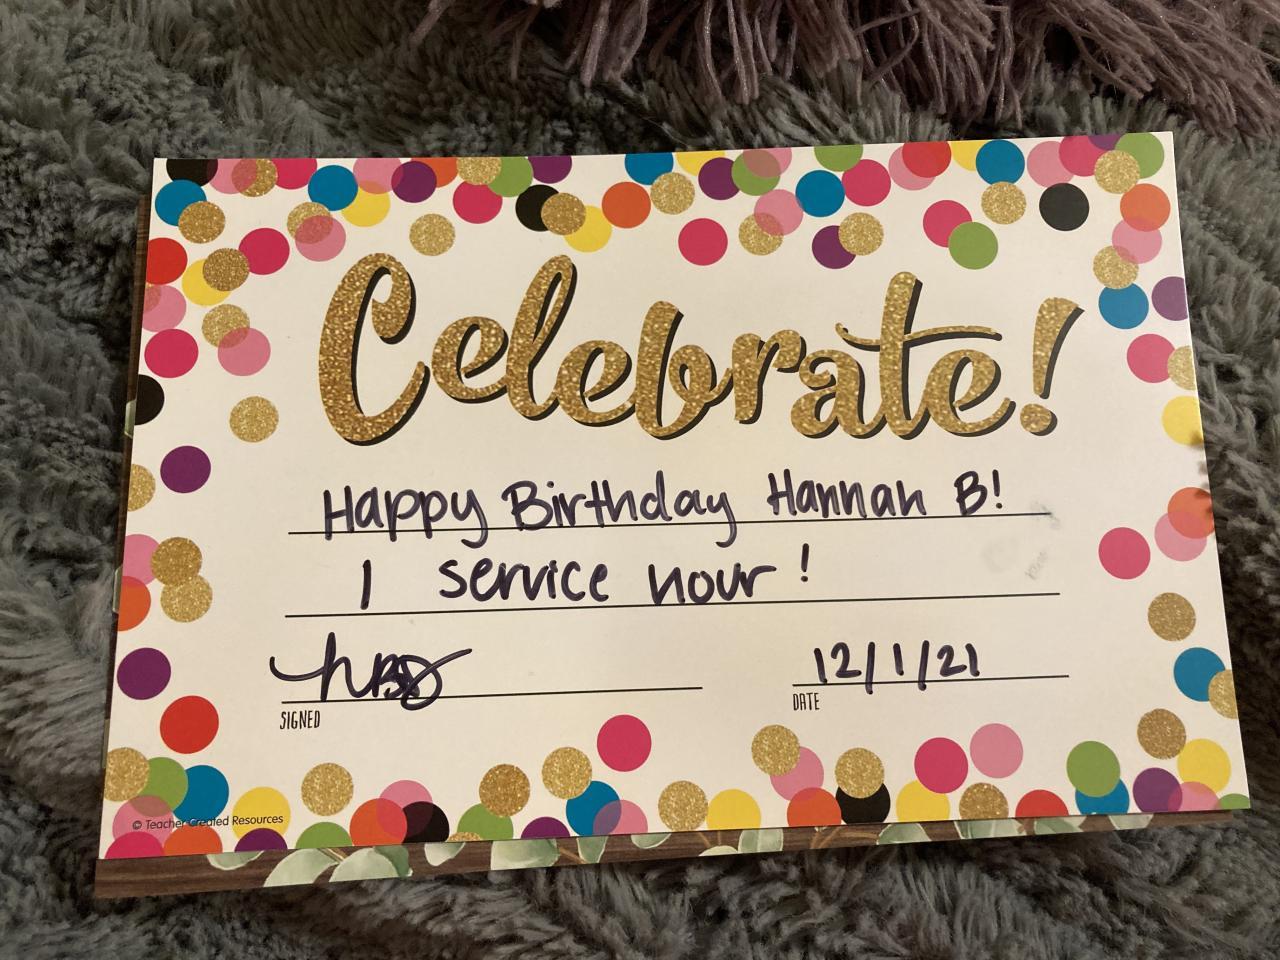 Celebrate!
Happy Birthday Hannah B!
1 service hour!
SIGNED
12/1/21
DATE
© Teacher Created Resources